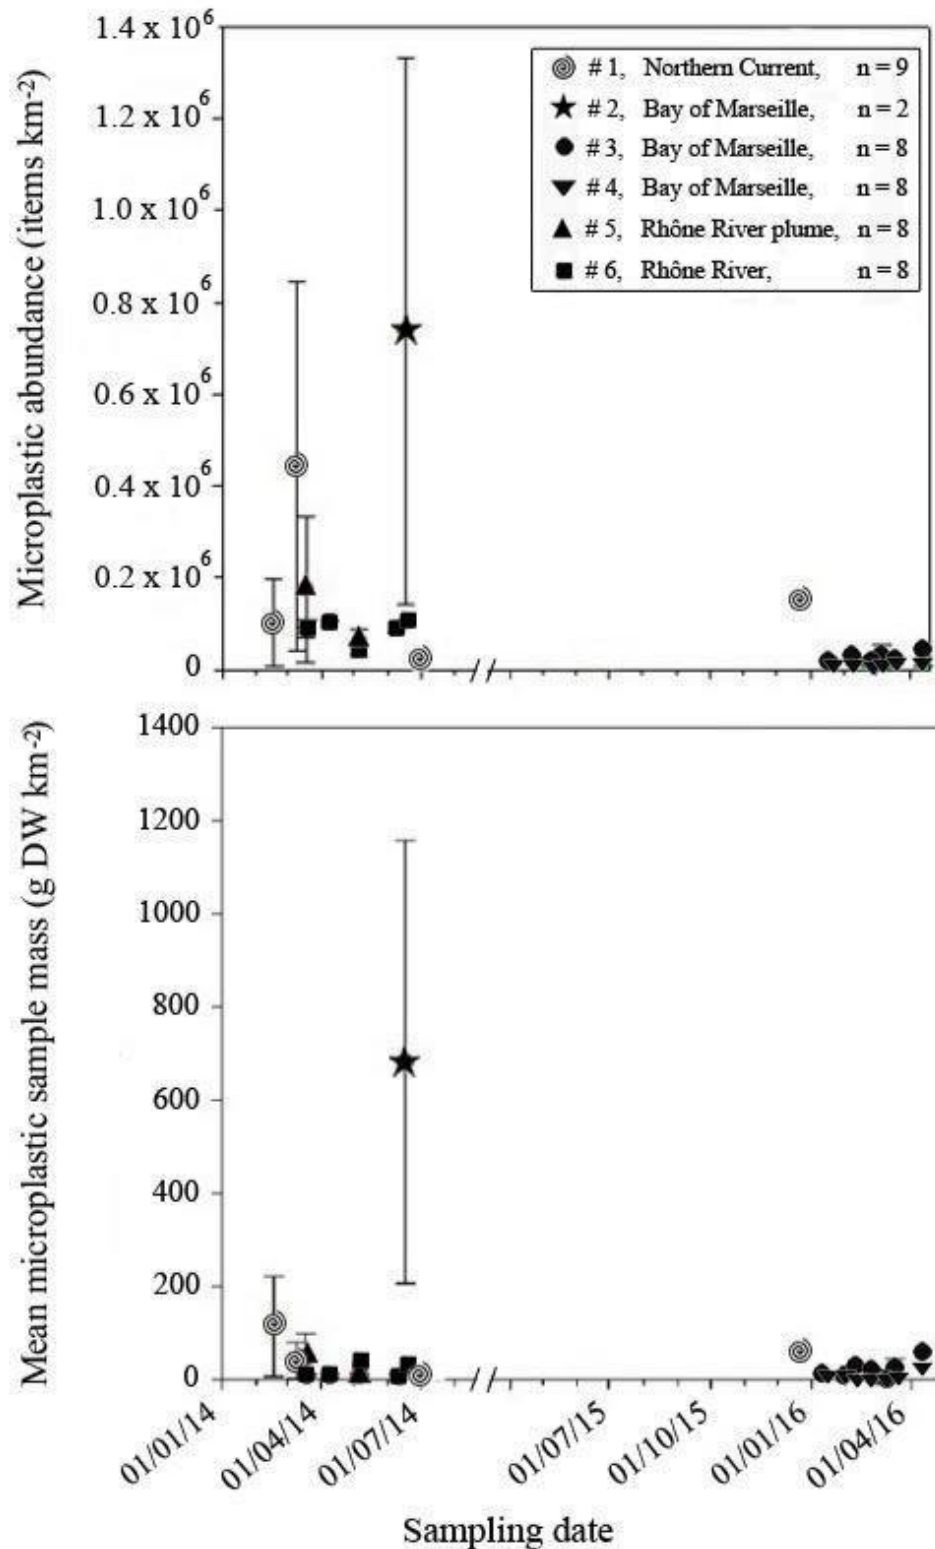 Microplastic abundance (items km-2)
1.4 x 10^6
1.2 x 10^6
1.0 x 10^6
0.8 x 10^6
0.6 x 10^6
0.4 x 10^6
0.2 x 10^6
0
# 1, Northern Current, n = 9
# 2, Bay of Marseille, n = 2
# 3, Bay of Marseille, n = 8
# 4, Bay of Marseille, n = 8
# 5, Rhône River plume, n = 8
# 6, Rhône River, n = 8
Mean microplastic sample mass (g DW km-2)
1400
1200
1000
800
600
400
200
0
01/01/14
01/04/14
01/07/14
01/07/15
01/10/15
01/01/16
01/04/16
Sampling date